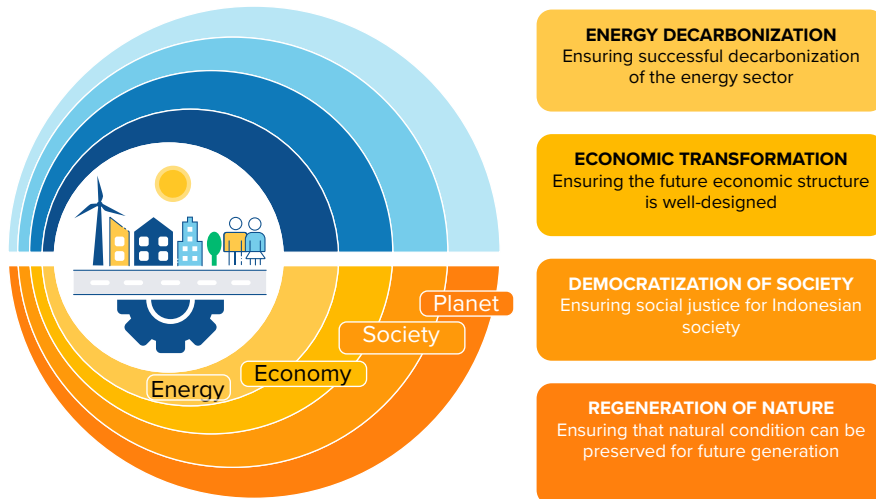 ENERGY DECARBONIZATION
Ensuring successful decarbonization
of the energy sector
ECONOMIC TRANSFORMATION
Ensuring the future economic structure
is well-designed
DEMOCRATIZATION OF SOCIETY
Ensuring social justice for Indonesian
society
REGENERATION OF NATURE
Ensuring that natural condition can be
preserved for future generation
Planet
Society
Economy
Energy